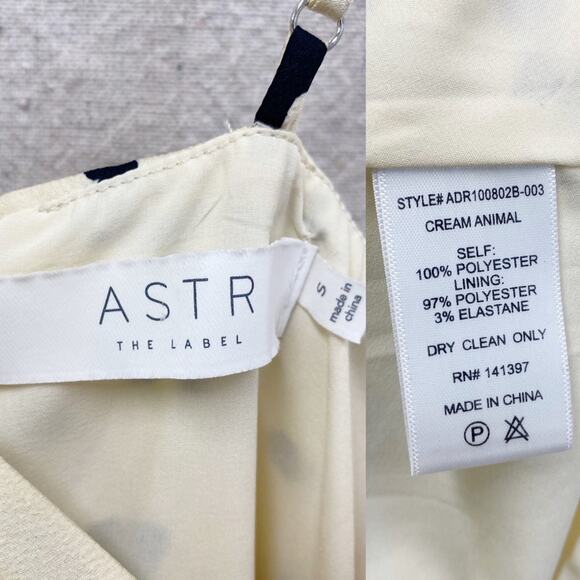 ASTR
THE LABEL
S
made in
china
STYLE# ADR100802B-003
CREAM ANIMAL
SELF:
100% POLYESTER
LINING:
97% POLYESTER
3% ELASTANE
DRY CLEAN ONLY
RN# 141397
MADE IN CHINA
P